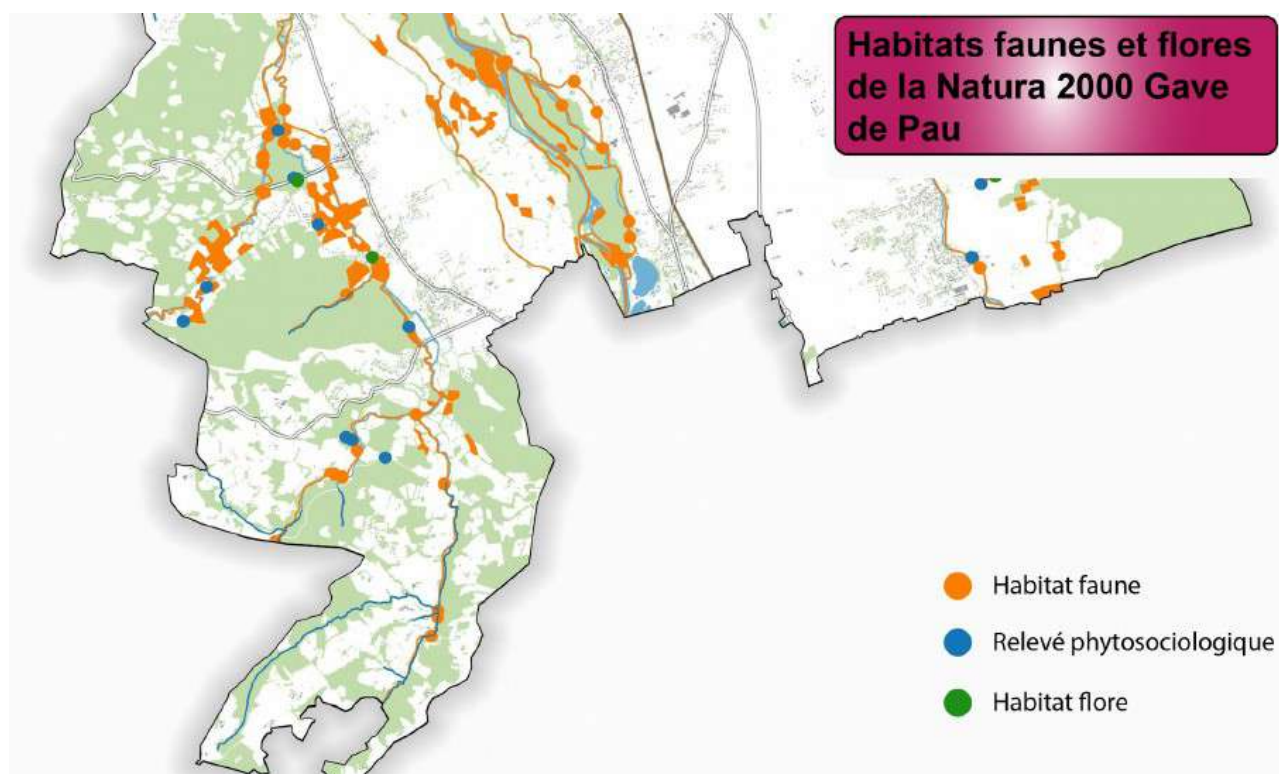 Habitats faunes et flores
de la Natura 2000 Gave
de Pau
Habitat faune
Relevé phytosociologique
Habitat flore